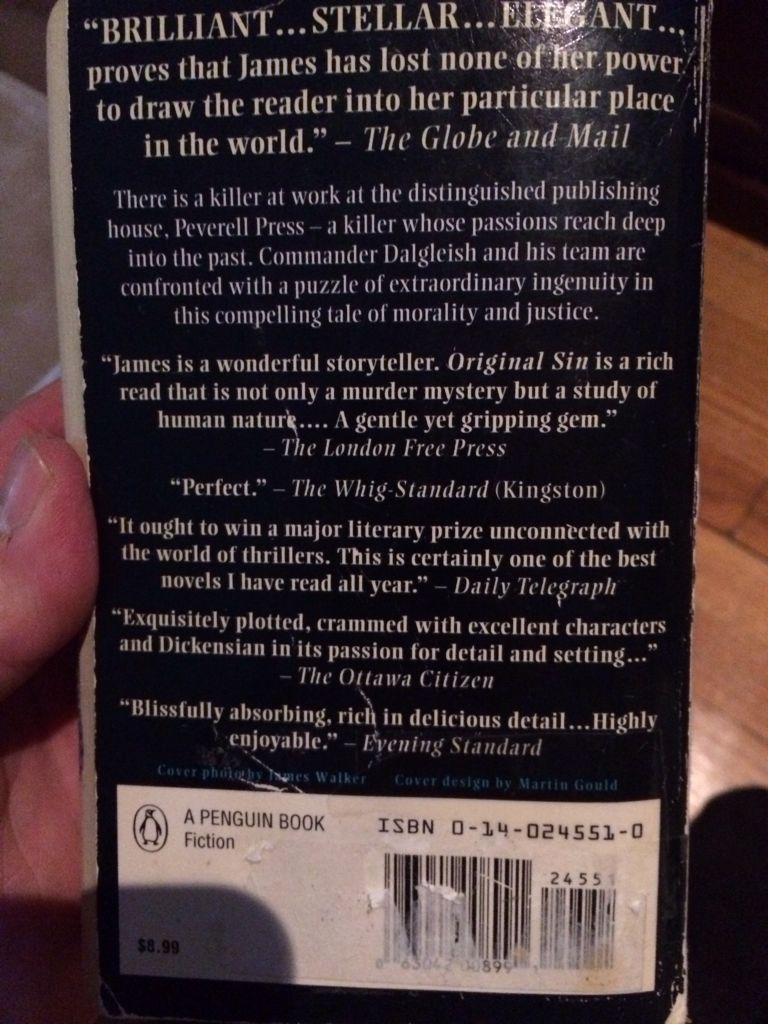 “BRILLIANT...STELLAR...ELEGANT...
proves that James has lost none of her power
to draw the reader into her particular place
in the world.” – The Globe and Mail
There is a killer at work at the distinguished publishing
house, Peverell Press – a killer whose passions reach deep
into the past. Commander Dalgleish and his team are
confronted with a puzzle of extraordinary ingenuity in
this compelling tale of morality and justice.
“James is a wonderful storyteller. Original Sin is a rich
read that is not only a murder mystery but a study of
human nature.... A gentle yet gripping gem.”
– The London Free Press
“Perfect.” – The Whig-Standard (Kingston)
“It ought to win a major literary prize unconnected with
the world of thrillers. This is certainly one of the best
novels I have read all year.” – Daily Telegraph
“Exquisitely plotted, crammed with excellent characters
and Dickensian in its passion for detail and setting...”
– The Ottawa Citizen
“Blissfully absorbing, rich in delicious detail...Highly
enjoyable.” – Evening Standard
Cover photo by James Walker Cover design by Martin Gould
A PENGUIN BOOK
Fiction
ISBN 0-14-024551-0
2455
$8.99